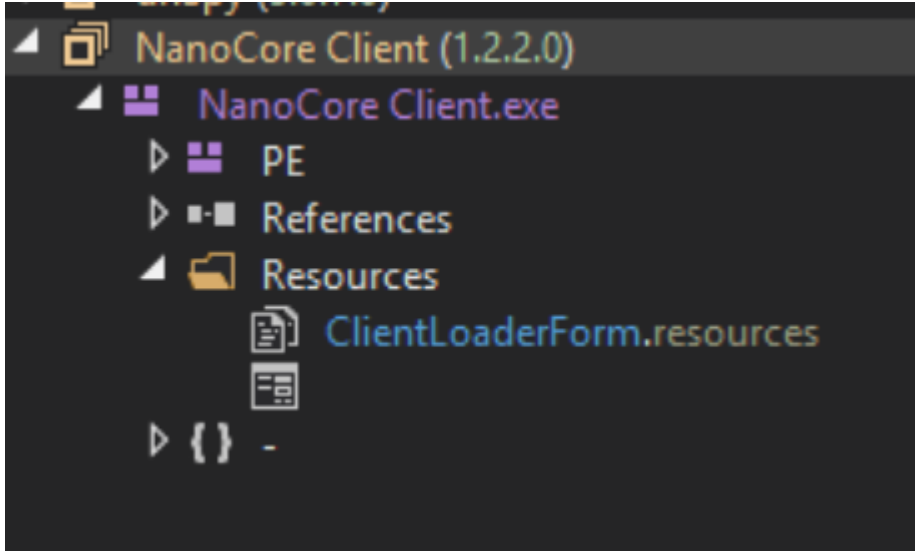 NanoCore Client (1.2.2.0)
NanoCore Client.exe
PE
References
Resources
ClientLoaderForm.resources
{ } -